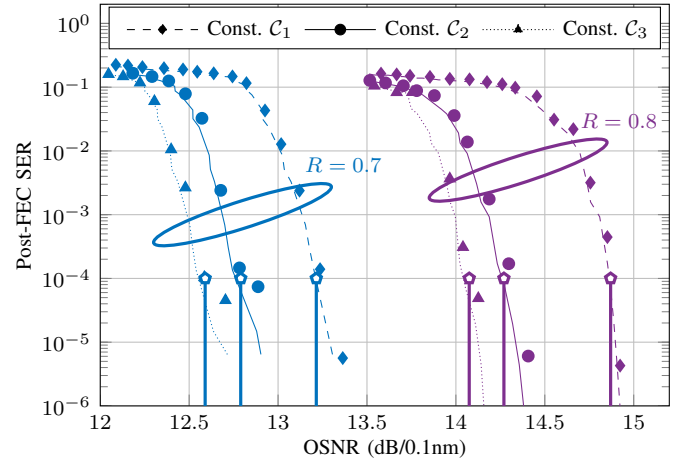 Const. C₁ Const. C₂ Const. C₃
10⁰
10⁻¹
10⁻²
10⁻³
10⁻⁴
10⁻⁵
10⁻⁶
Post-FEC SER
R = 0.7
R = 0.8
12 12.5 13 13.5 14 14.5 15
OSNR (dB/0.1nm)